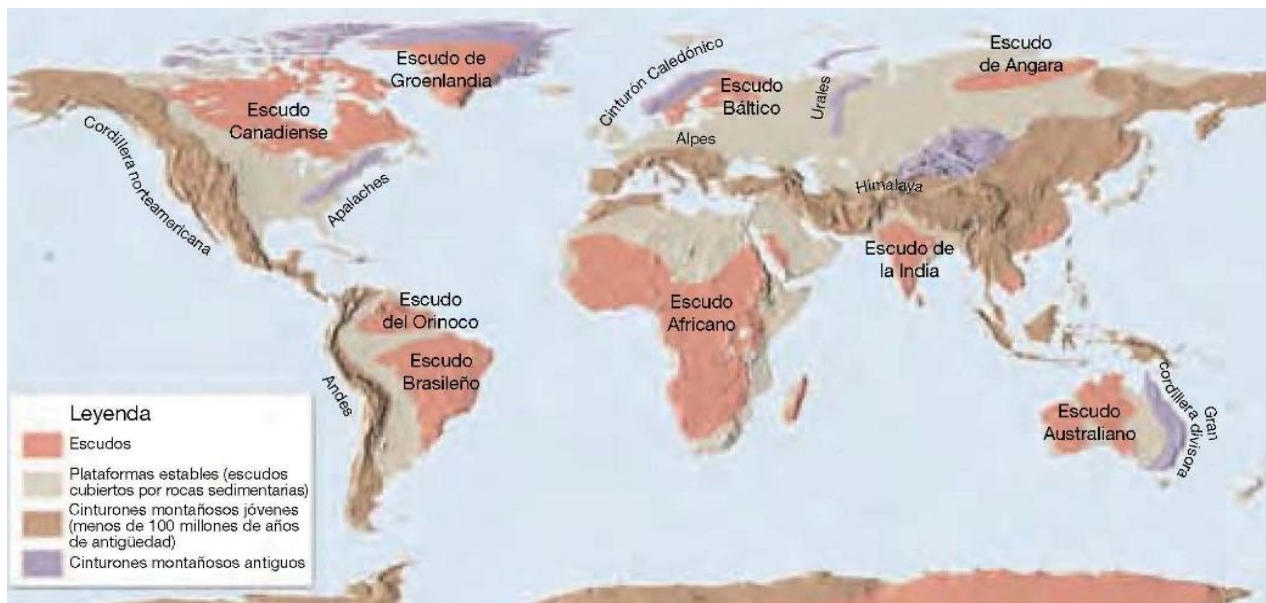 Escudo de
Groenlandia
Escudo
Canadiense
Cordillera norteamericana
Apalaches
Cinturón Caledónico
Escudo
Báltico
Urales
Escudo
de Angara
Alpes
Himalaya
Escudo de
la India
Escudo
Africano
Escudo
del Orinoco
Escudo
Brasileño
Andes
Escudo
Australiano
Gran
Cordillera divisora
Leyenda
Escudos
Plataformas estables (escudos
cubiertos por rocas sedimentarias)
Cinturones montañosos jóvenes
(menos de 100 millones de años
de antigüedad)
Cinturones montañosos antiguos